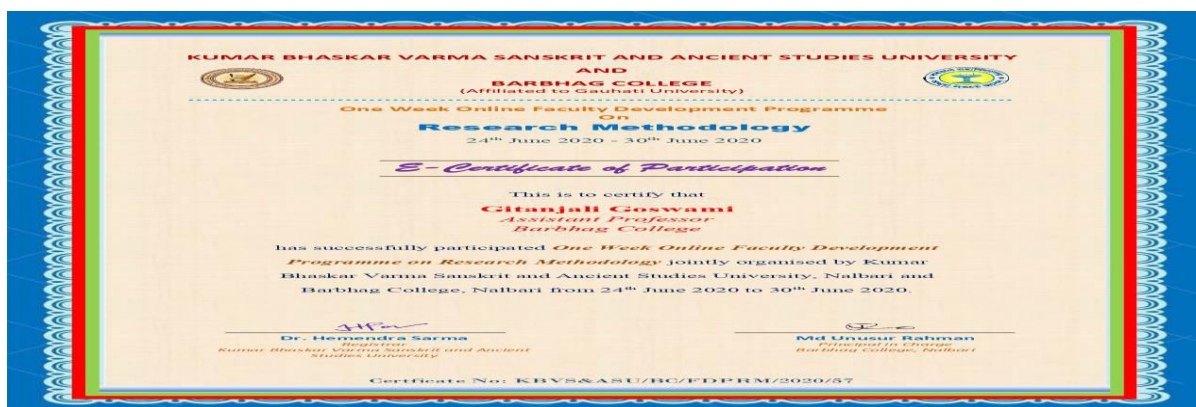 KUMAR BHASKAR VARMA SANSKRIT AND ANCIENT STUDIES UNIVERSITY
AND
BARBHAG COLLEGE
(Affiliated to Gauhati University)
One Week Online Faculty Development Programme
On
Research Methodology
24th June 2020 - 30th June 2020
E-Certificate of Participation
This is to certify that
Gitanjali Goswami
Assistant Professor
Barbhag College
has successfully participated One Week Online Faculty Development
Programme on Research Methodology jointly organised by Kumar
Bhaskar Varma Sanskrit and Ancient Studies University, Nalbari and
Barbhag College, Nalbari from 24th June 2020 to 30th June 2020.
Dr. Hemendra Sarma
Registrar
Kumar Bhaskar Varma Sanskrit and Ancient
Studies University
Md Unusur Rahman
Principal in Charge
Barbhag College, Nalbari
Certficate No: KBVS&ASU/BC/FDPRM/2020/57